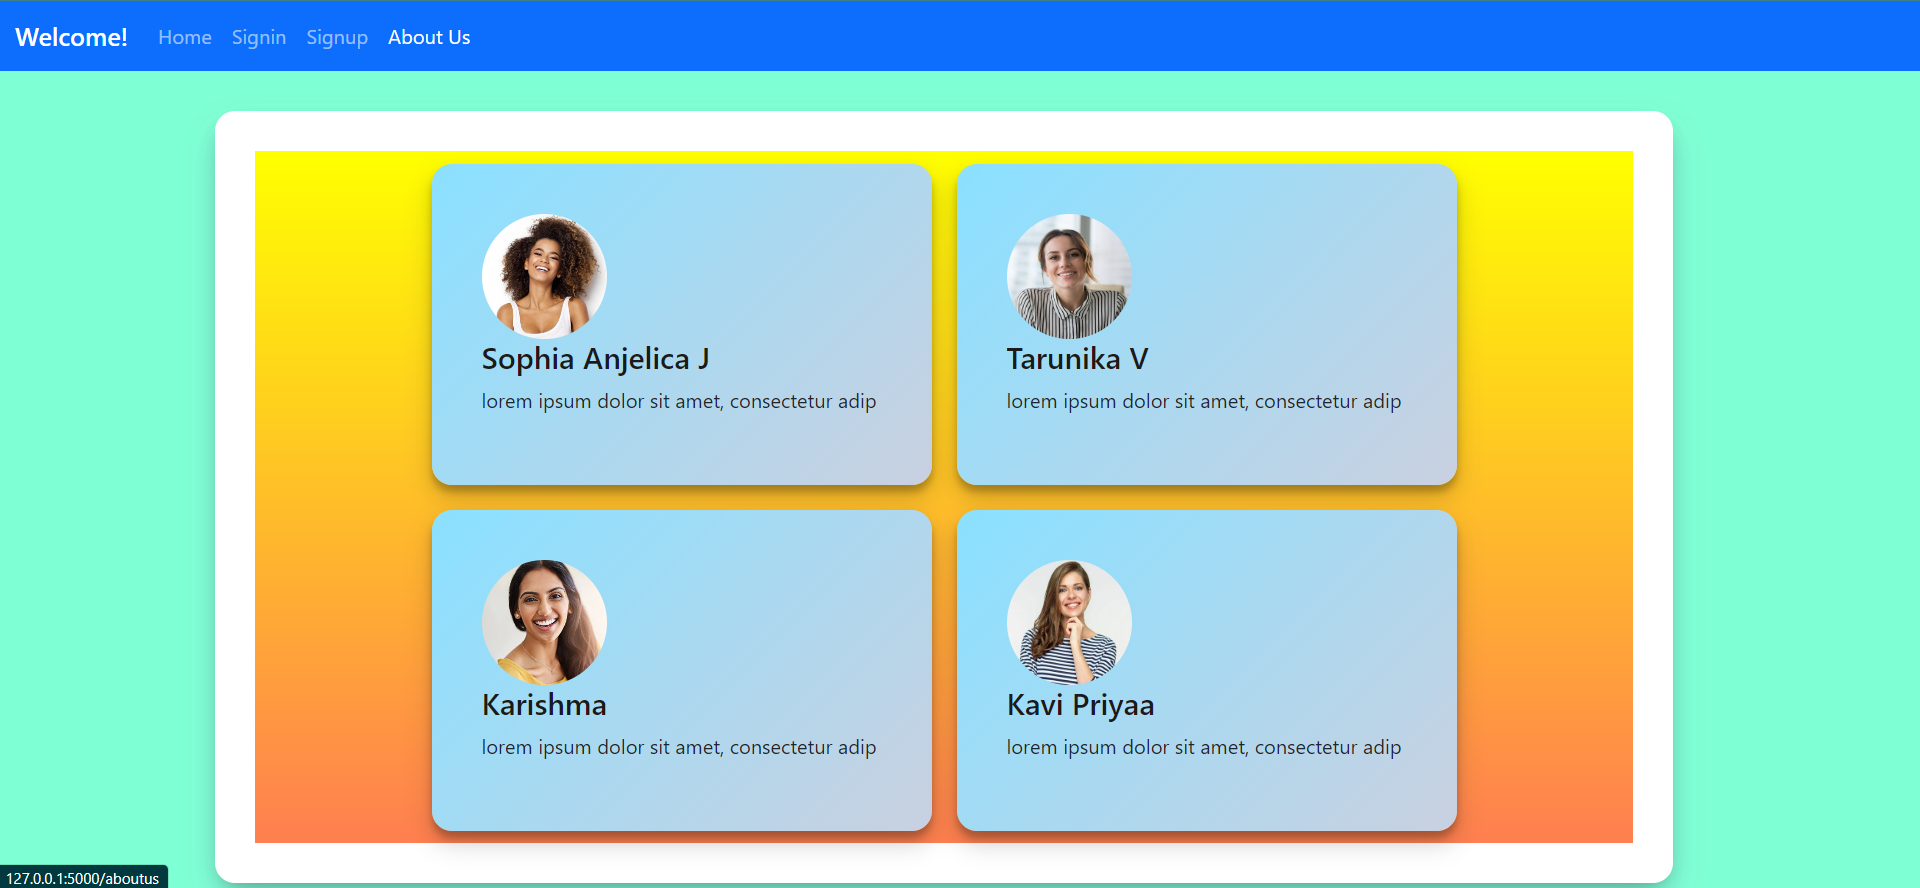 Welcome! Home Signin Signup About Us
Sophia Anjelica J
lorem ipsum dolor sit amet, consectetur adip
Tarunika V
lorem ipsum dolor sit amet, consectetur adip
Karishma
lorem ipsum dolor sit amet, consectetur adip
Kavi Priyaa
lorem ipsum dolor sit amet, consectetur adip
127.0.0.1:5000/aboutus